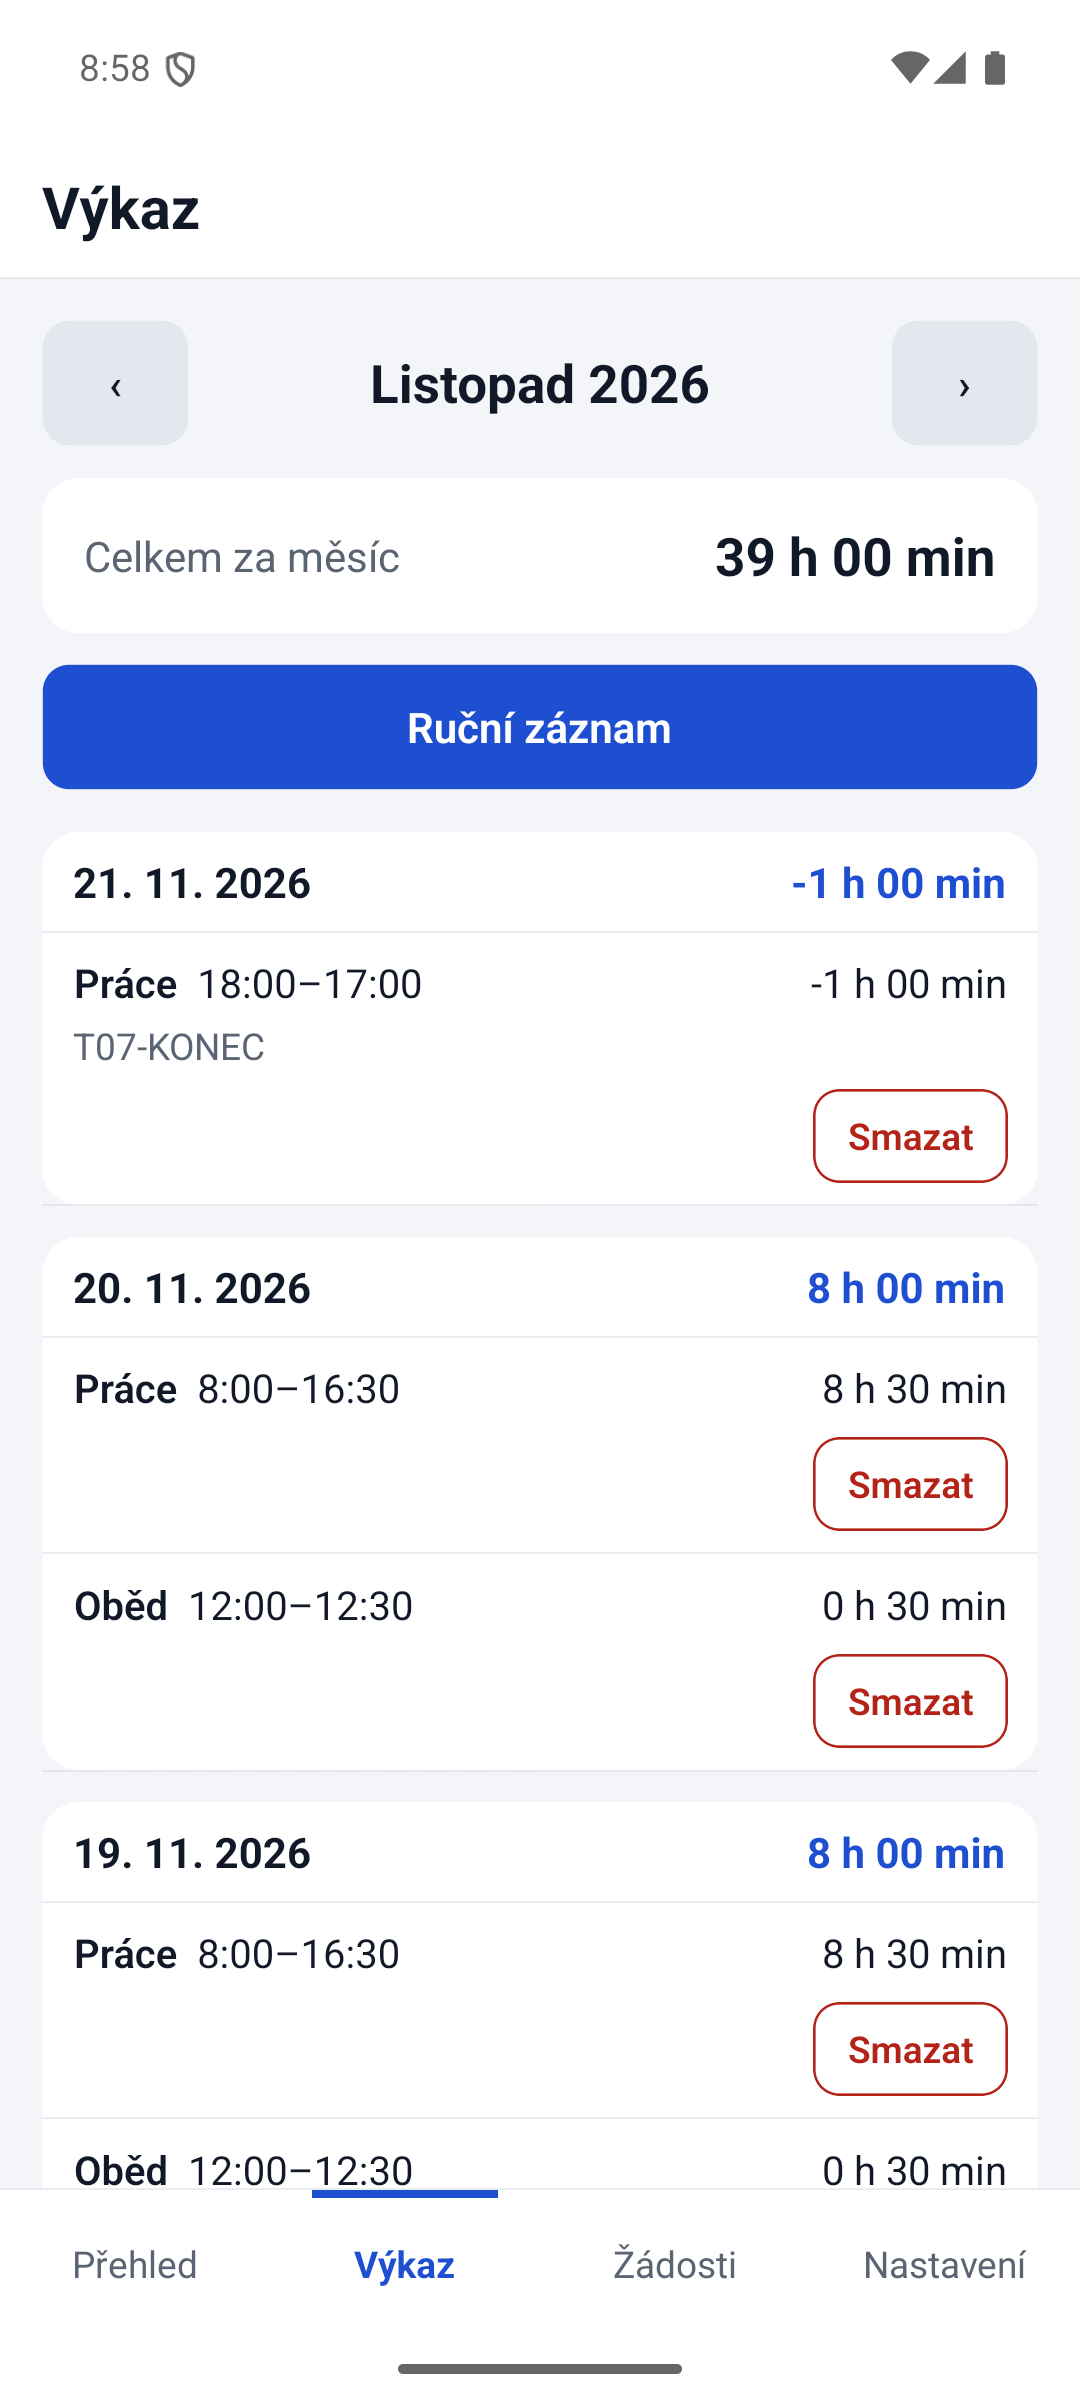 8:58
Výkaz
‹ Listopad 2026 ›
Celkem za měsíc 39 h 00 min
Ruční záznam
21. 11. 2026 -1 h 00 min
Práce 18:00–17:00 -1 h 00 min
T07-KONEC
Smazat
20. 11. 2026 8 h 00 min
Práce 8:00–16:30 8 h 30 min
Smazat
Oběd 12:00–12:30 0 h 30 min
Smazat
19. 11. 2026 8 h 00 min
Práce 8:00–16:30 8 h 30 min
Smazat
Oběd 12:00–12:30 0 h 30 min
Přehled Výkaz Žádosti Nastavení